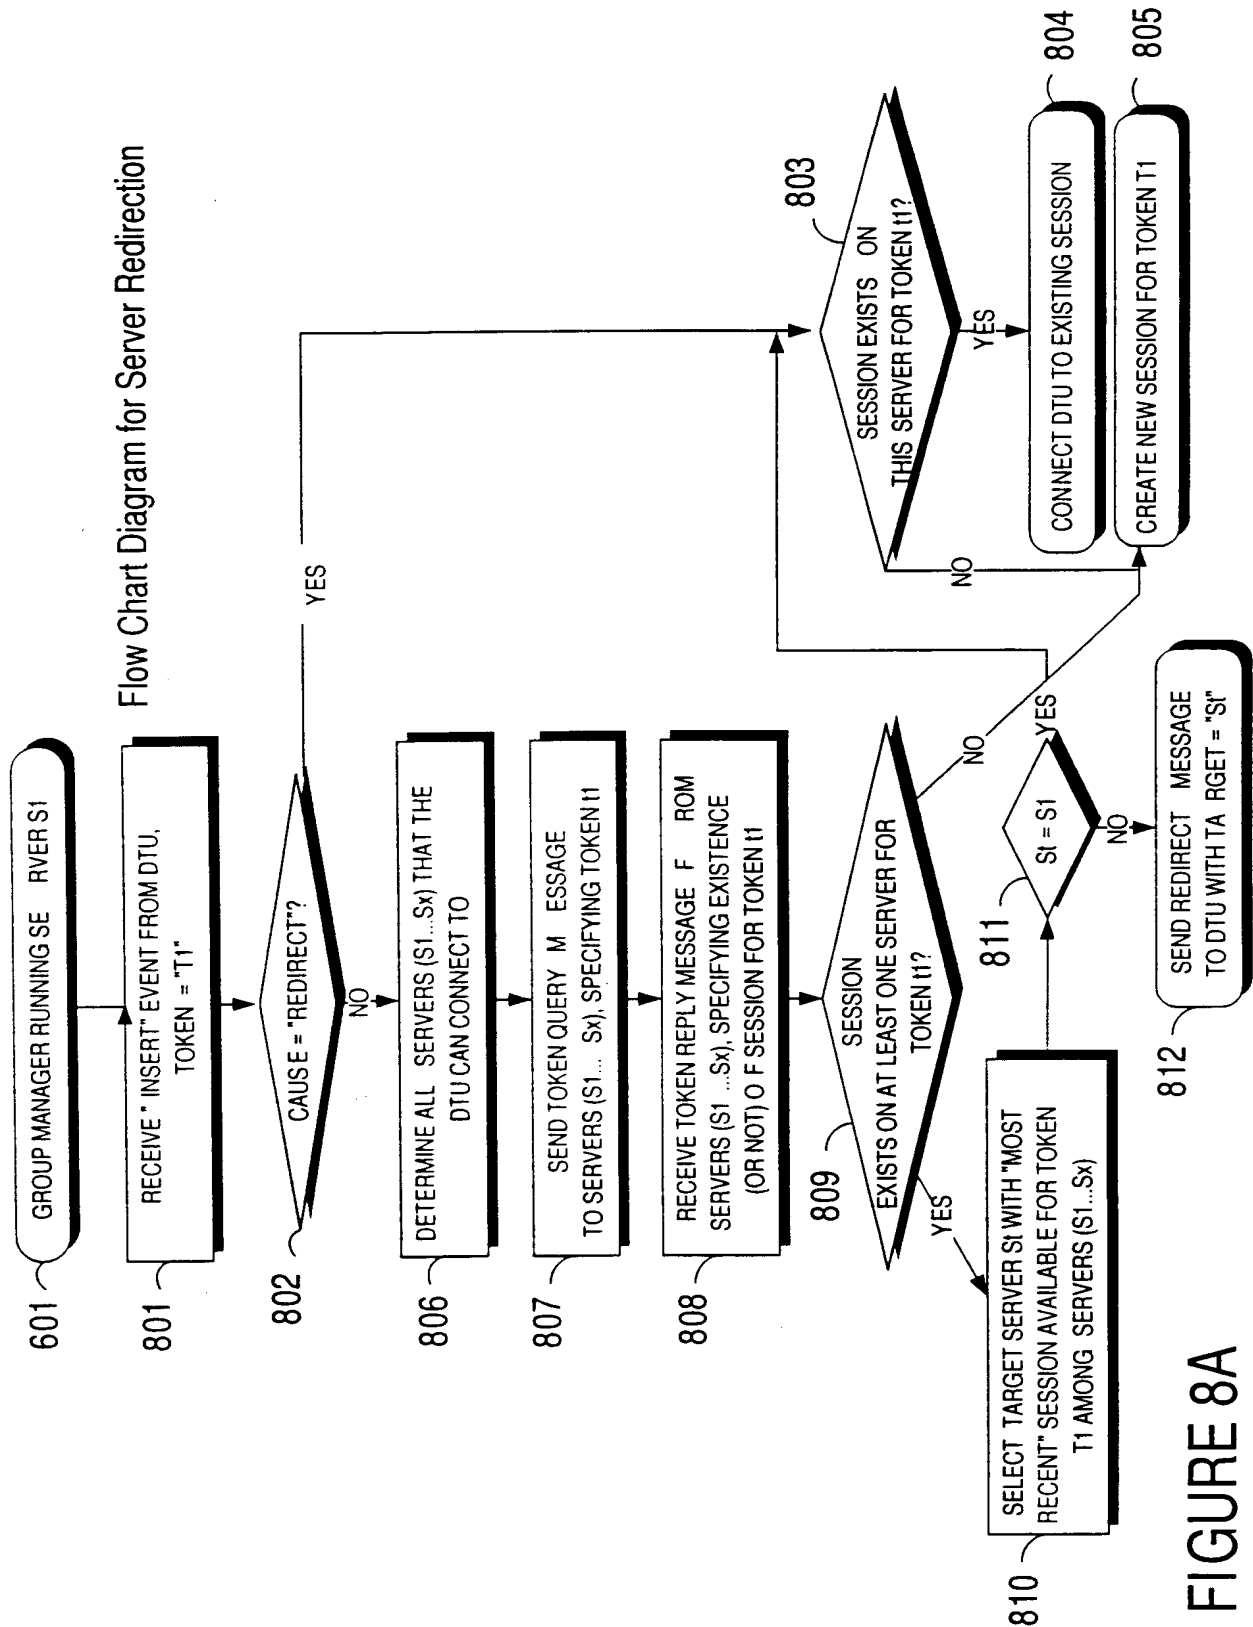 Flow Chart Diagram for Server Redirection
601
GROUP MANAGER RUNNING SE RVER S1
801
RECEIVE " INSERT" EVENT FROM DTU,
TOKEN = "T1"
802
CAUSE = "REDIRECT"?
YES
NO
806
DETERMINE ALL SERVERS (S1...Sx) THAT THE
DTU CAN CONNECT TO
807
SEND TOKEN QUERY M ESSAGE
TO SERVERS (S1... Sx), SPECIFYING TOKEN t1
808
RECEIVE TOKEN REPLY MESSAGE F ROM
SERVERS (S1 ...Sx), SPECIFYING EXISTENCE
(OR NOT) O F SESSION FOR TOKEN t1
809
SESSION
EXISTS ON AT LEAST ONE SERVER FOR
TOKEN t1?
YES
NO
803
SESSION EXISTS ON
THIS SERVER FOR TOKEN t1?
YES
NO
804
CONNECT DTU TO EXISTING SESSION
805
CREATE NEW SESSION FOR TOKEN T1
810
SELECT TARGET SERVER St WITH "MOST
RECENT" SESSION AVAILABLE FOR TOKEN
T1 AMONG SERVERS (S1...Sx)
811
St = S1
YES
NO
812
SEND REDIRECT MESSAGE
TO DTU WITH TA RGET = "St"
FIGURE 8A